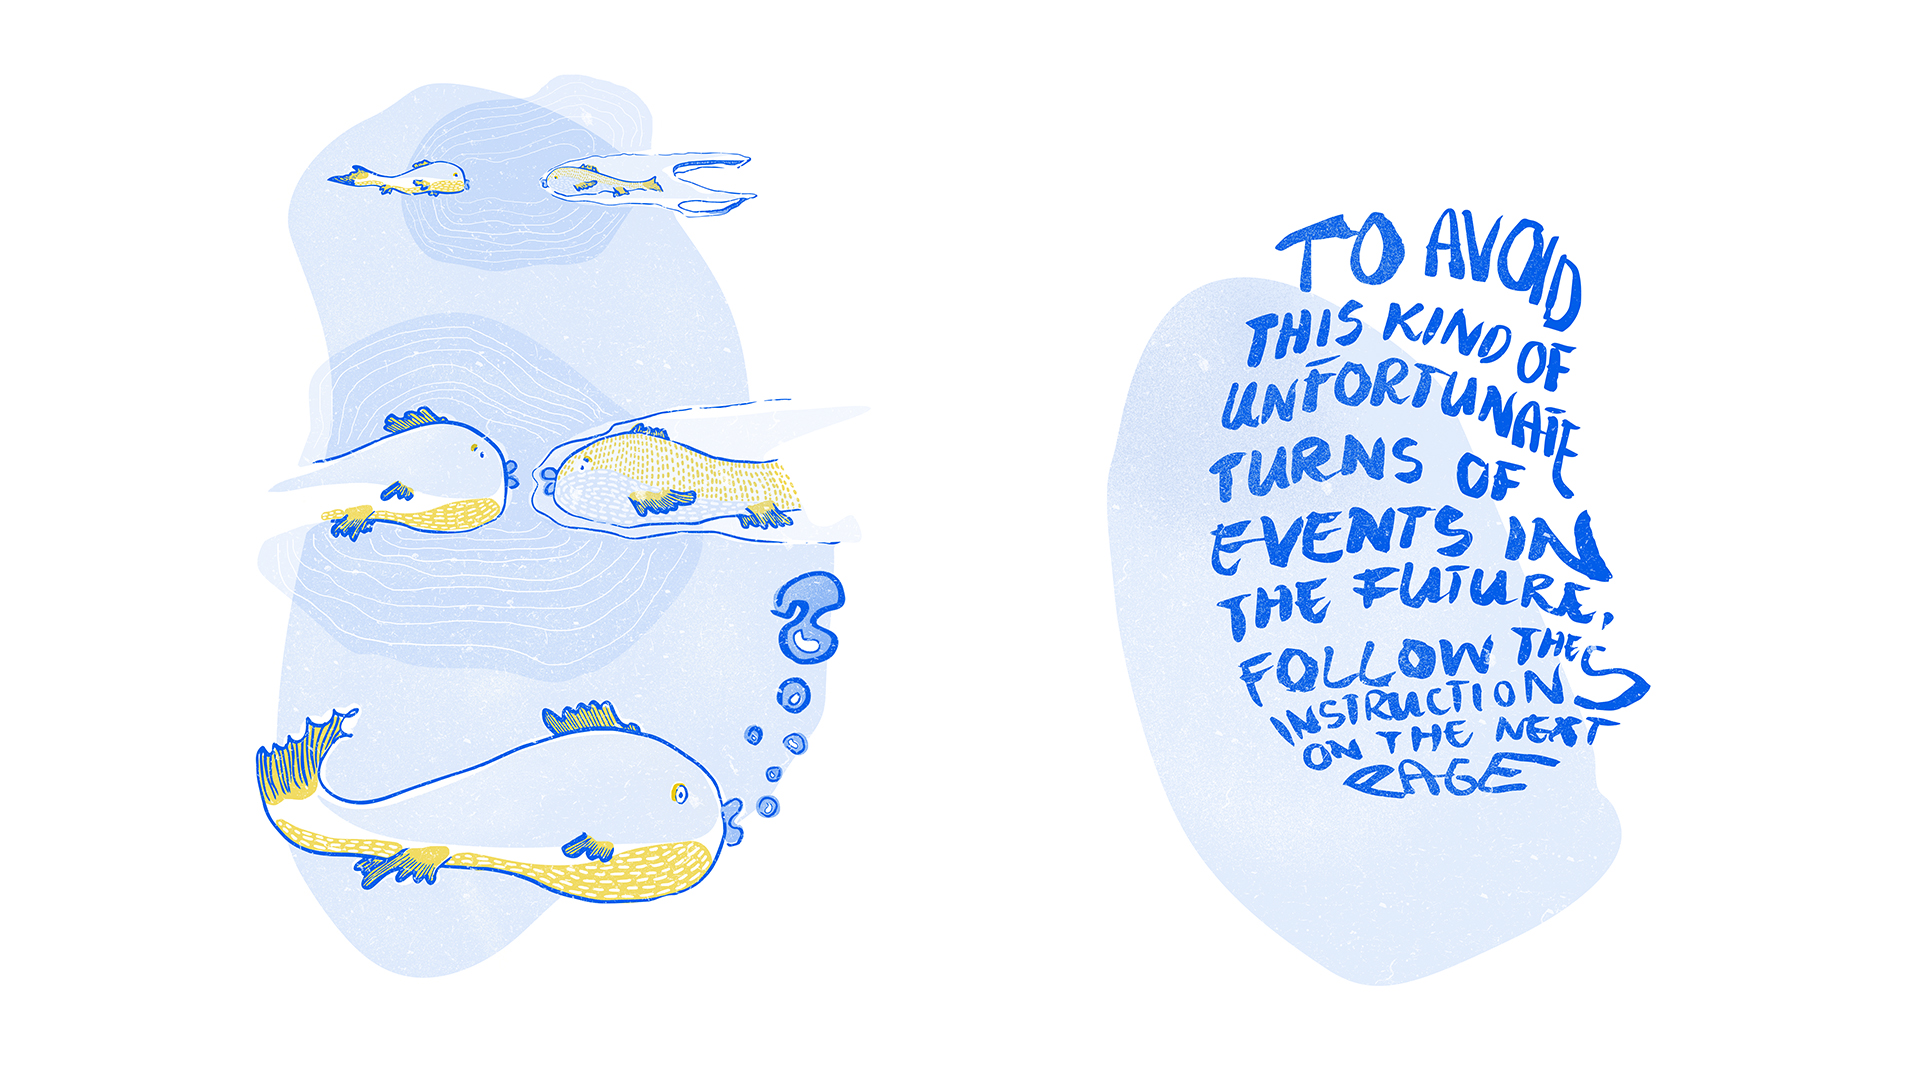 TO AVOID
THIS KIND OF
UNFORTUNATE
TURNS OF
EVENTS IN
THE FUTURE,
FOLLOW THE
INSTRUCTIONS
ON THE NEXT
PAGE